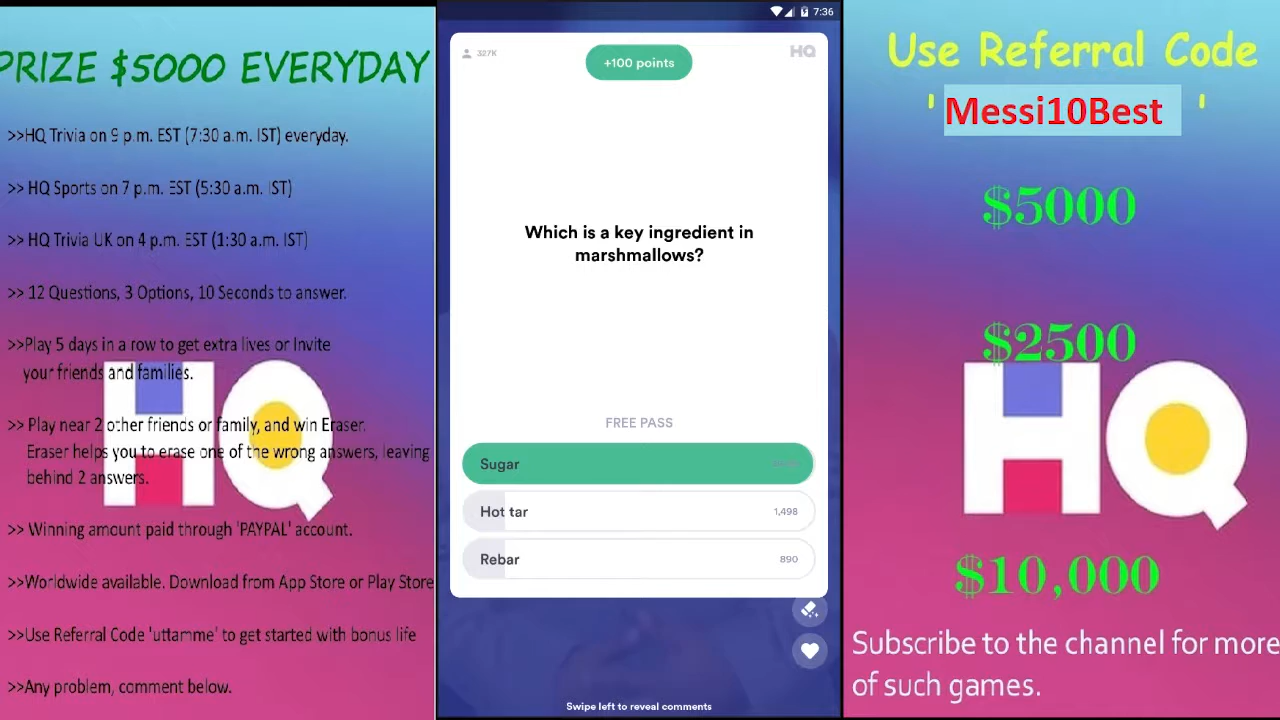 PRIZE $5000 EVERYDAY
>>HQ Trivia on 9 p.m. EST (7:30 a.m. IST) everyday.
>> HQ Sports on 7 p.m. EST (5:30 a.m. IST)
>> HQ Trivia UK on 4 p.m. EST (1:30 a.m. IST)
>> 12 Questions, 3 Options, 10 Seconds to answer.
>>Play 5 days in a row to get extra lives or Invite
your friends and families.
>> Play near 2 other friends or family, and win Eraser.
Eraser helps you to erase one of the wrong answers, leaving
behind 2 answers.
>> Winning amount paid through 'PAYPAL' account.
>>Worldwide available. Download from App Store or Play Store
>>Use Referral Code 'uttamme' to get started with bonus life
>>Any problem, comment below.
HQ
7:36
327K
+100 points
HQ
Which is a key ingredient in
marshmallows?
FREE PASS
Sugar
Hot tar 1,498
Rebar 890
Swipe left to reveal comments
Use Referral Code
' Messi10Best '
$5000
$2500
HQ
$10,000
Subscribe to the channel for more
of such games.